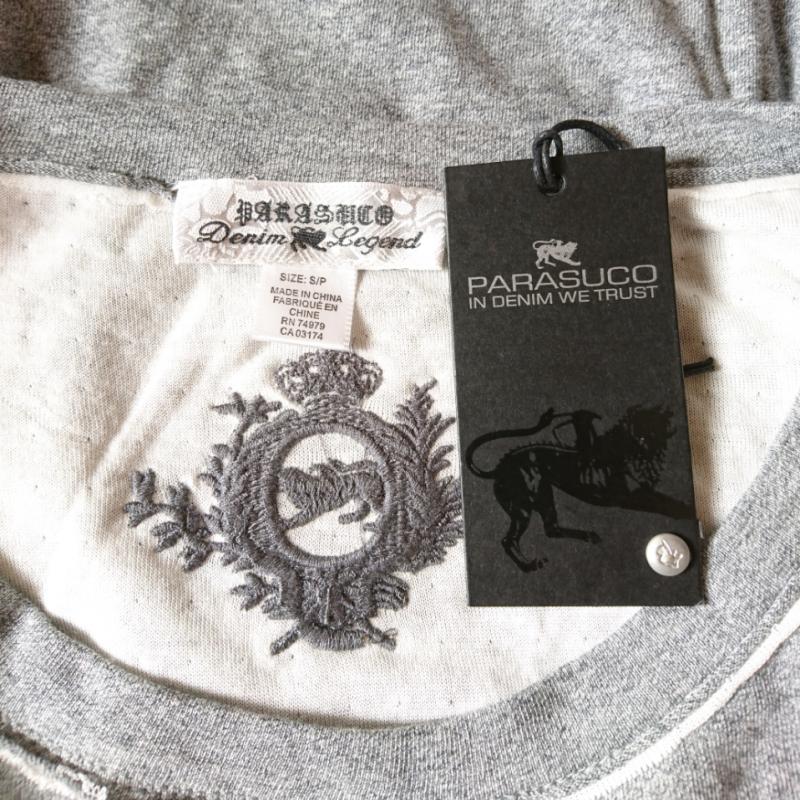 PARASUCO
Denim Legend
SIZE: S/P
MADE IN CHINA
FABRIQUÉ EN
CHINE
RN 74979
CA 03174
PARASUCO
IN DENIM WE TRUST